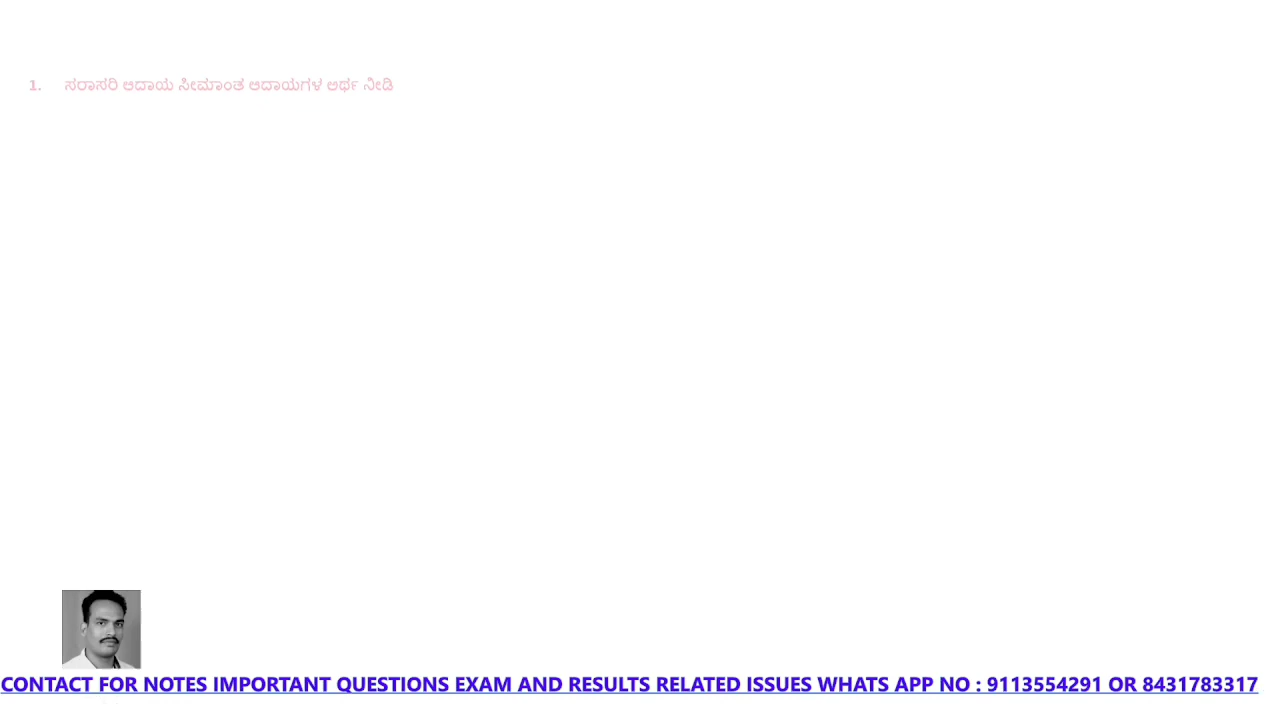 1. ಸರಾಸರಿ ಆದಾಯ ಸೀಮಾಂತ ಆದಾಯಗಳ ಅರ್ಥ ನೀಡಿ
CONTACT FOR NOTES IMPORTANT QUESTIONS EXAM AND RESULTS RELATED ISSUES WHATS APP NO : 9113554291 OR 8431783317